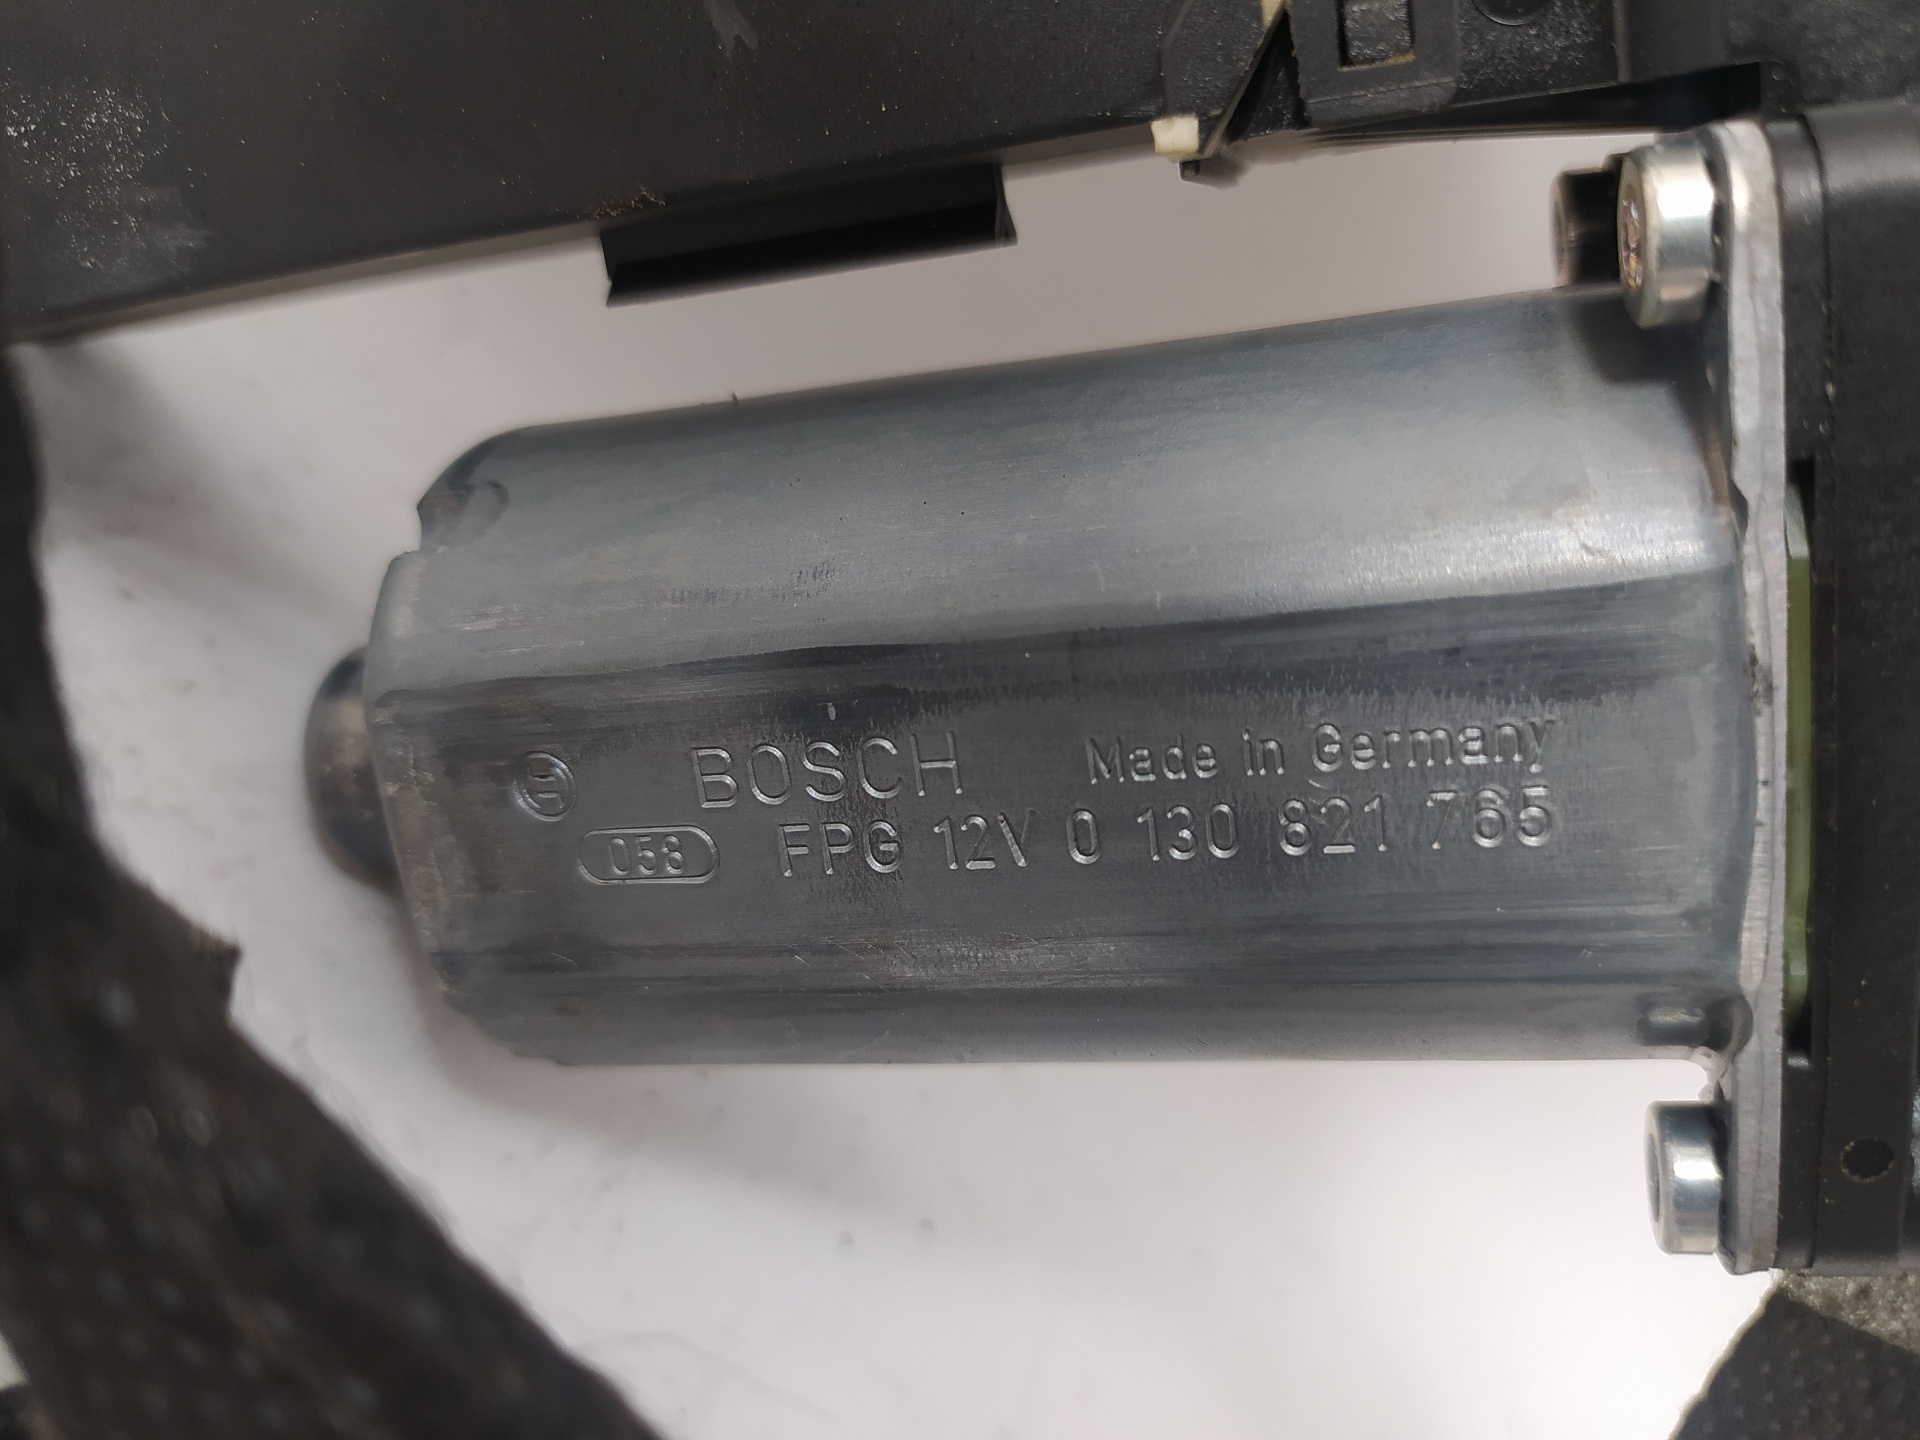 BOSCH Made in Germany
058 FPG 12V 0 130 821 765